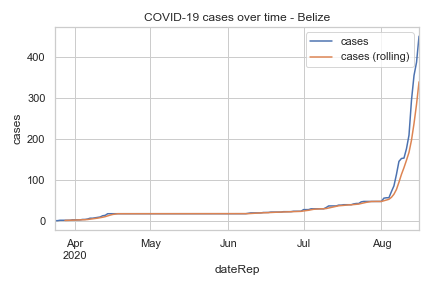 COVID-19 cases over time - Belize
cases
cases (rolling)
400
300
200
100
0
cases
Apr
2020
May
Jun
Jul
Aug
dateRep